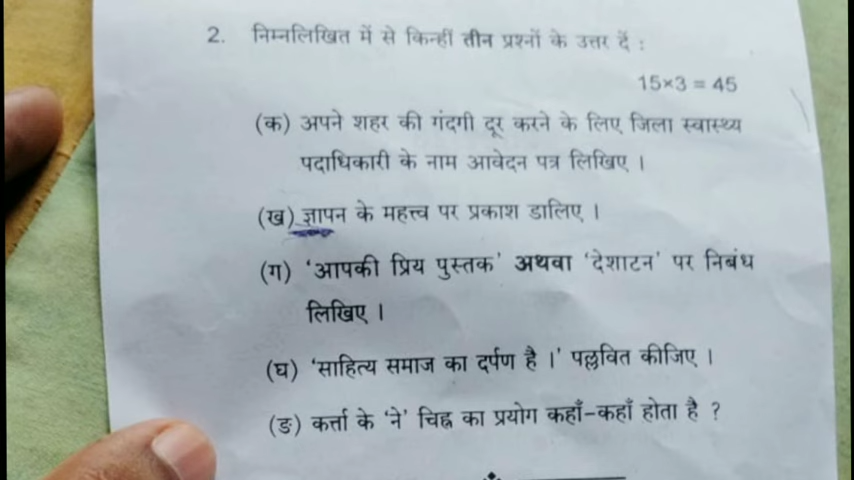 2. निम्नलिखित में से किन्हीं तीन प्रश्नों के उत्तर दें :
15×3 = 45
(क) अपने शहर की गंदगी दूर करने के लिए जिला स्वास्थ्य
पदाधिकारी के नाम आवेदन पत्र लिखिए ।
(ख) ज्ञापन के महत्त्व पर प्रकाश डालिए ।
(ग) ‘आपकी प्रिय पुस्तक’ अथवा ‘देशाटन’ पर निबंध
लिखिए ।
(घ) ‘साहित्य समाज का दर्पण है ।’ पल्लवित कीजिए ।
(ङ) कर्त्ता के ‘ने’ चिह्न का प्रयोग कहाँ-कहाँ होता है ?